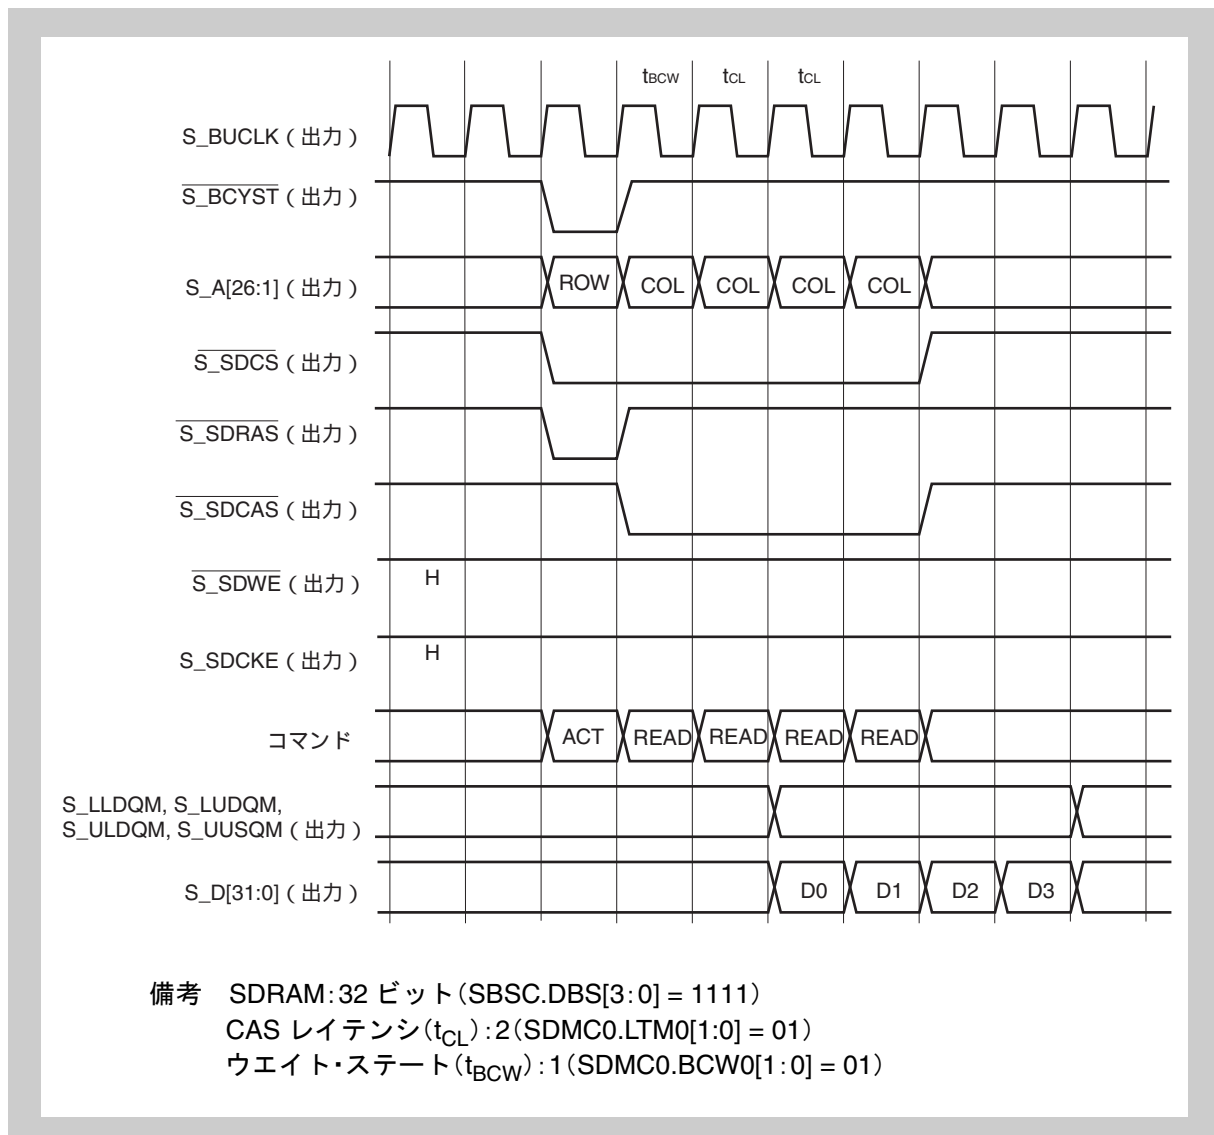 tBCW tCL tCL
S_BUCLK(出力)
S_BCYST(出力)
S_A[26:1](出力) ROW COL COL COL COL
S_SDCS(出力)
S_SDRAS(出力)
S_SDCAS(出力)
S_SDWE(出力) H
S_SDCKE(出力) H
コマンド ACT READ READ READ READ
S_LLDQM, S_LUDQM,
S_ULDQM, S_UUSQM(出力)
S_D[31:0](出力) D0 D1 D2 D3
備考 SDRAM:32 ビット(SBSC.DBS[3:0] = 1111)
CAS レイテンシ(tCL):2(SDMC0.LTM0[1:0] = 01)
ウエイト・ステート(tBCW):1(SDMC0.BCW0[1:0] = 01)